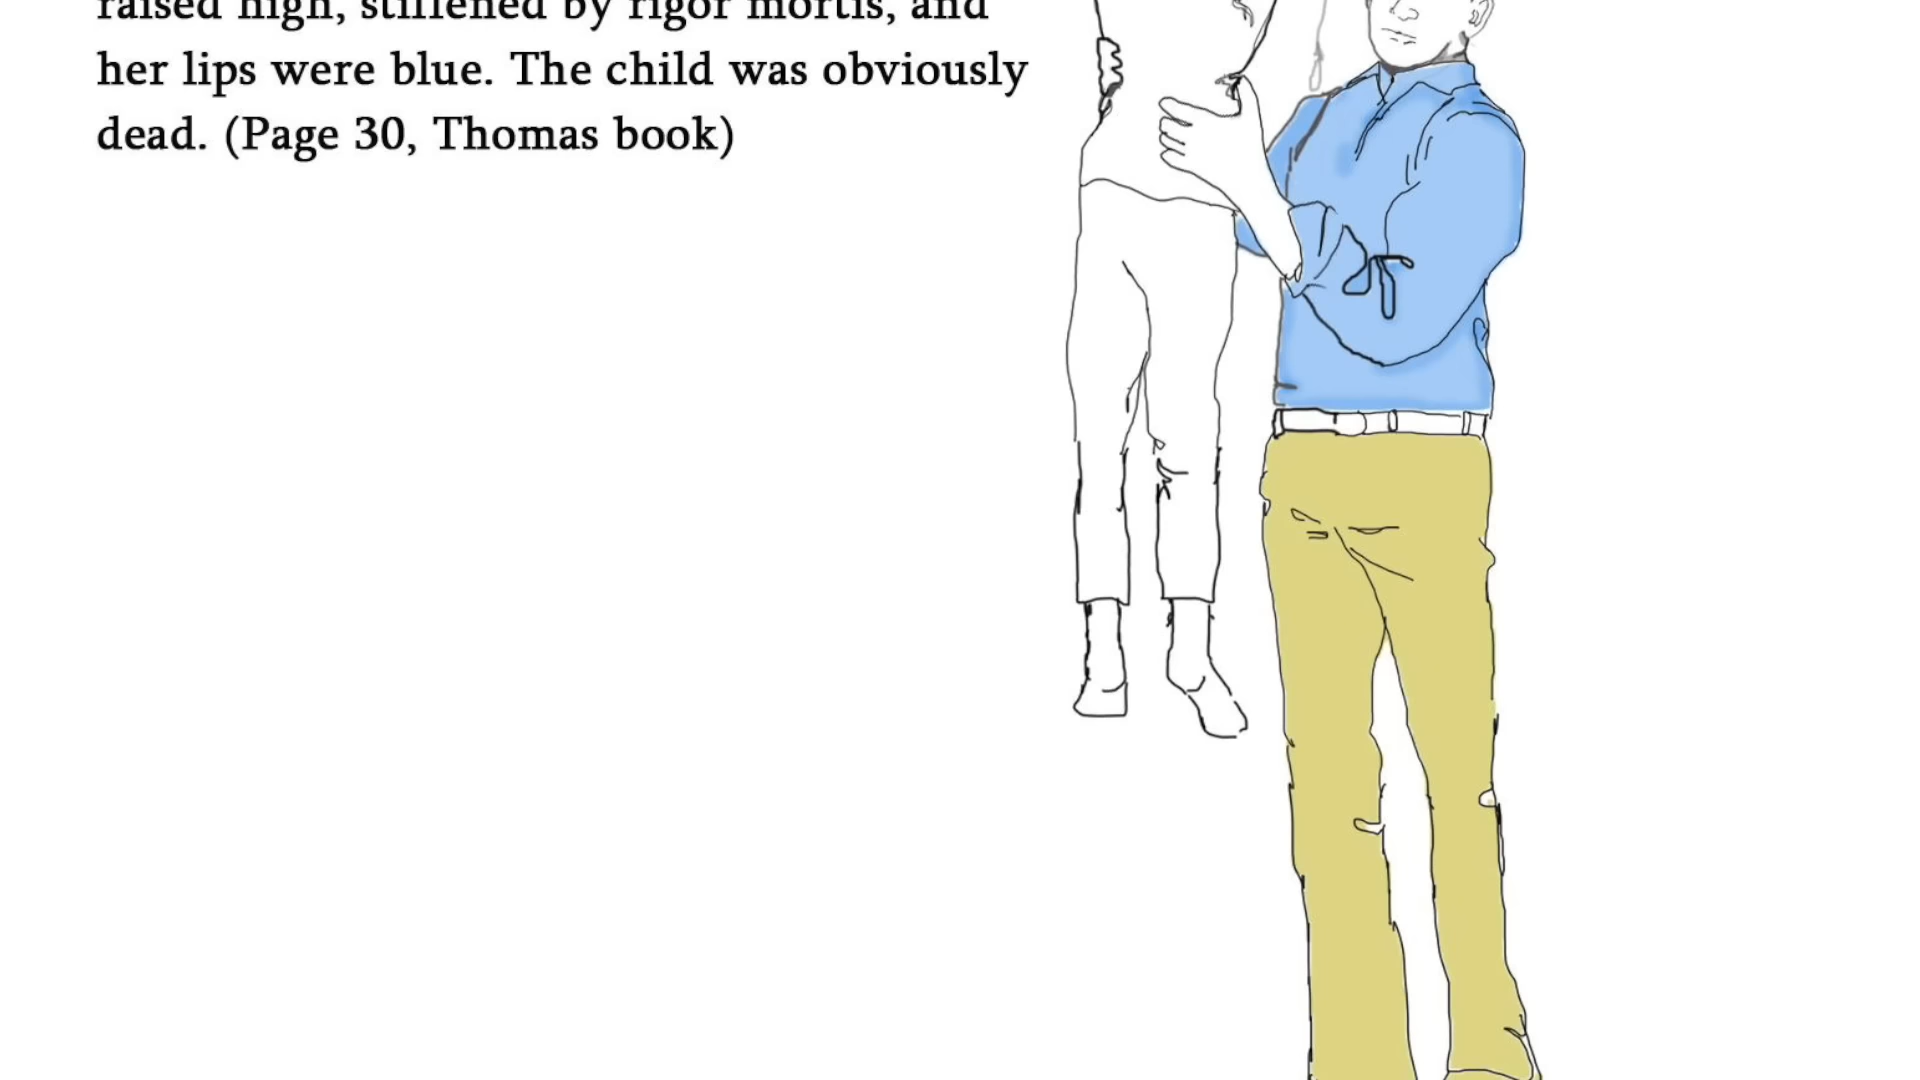 raised high, stiffened by rigor mortis, and
her lips were blue. The child was obviously
dead. (Page 30, Thomas book)